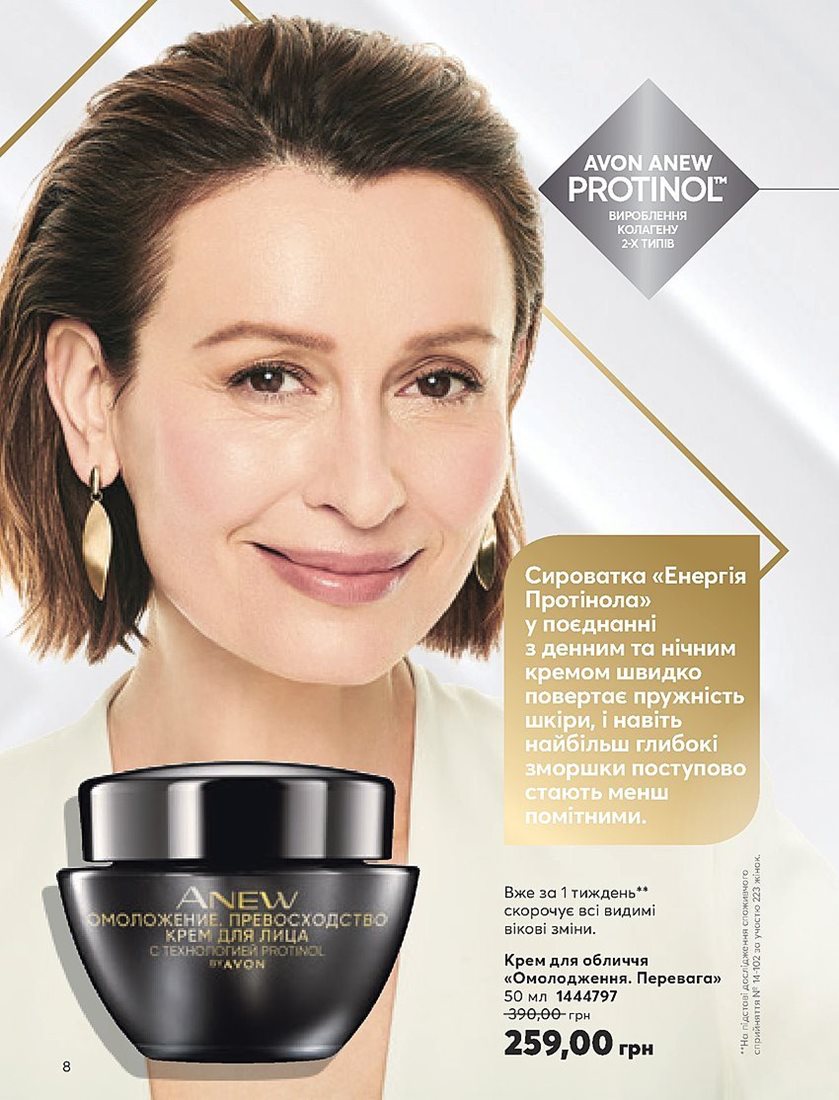 AVON ANEW
PROTINOL™
ВИРОБЛЕННЯ
КОЛАГЕНУ
2-Х ТИПІВ
Сироватка «Енергія
Протінола»
у поєднанні
з денним та нічним
кремом швидко
повертає пружність
шкіри, і навіть
найбільш глибокі
зморшки поступово
стають менш
помітними.
ANEW
ОМОЛОЖЕНИЕ. ПРЕВОСХОДСТВО
КРЕМ ДЛЯ ЛИЦА
С ТЕХНОЛОГИЕЙ PROTINOL
BY AVON
Вже за 1 тиждень**
скорочує всі видимі
вікові зміни.
Крем для обличчя
«Омолодження. Перевага»
50 мл 1444797
390,00 грн
259,00 грн
**На підставі дослідження споживчого
сприйняття № 14-102 за участю 223 жінок.
8